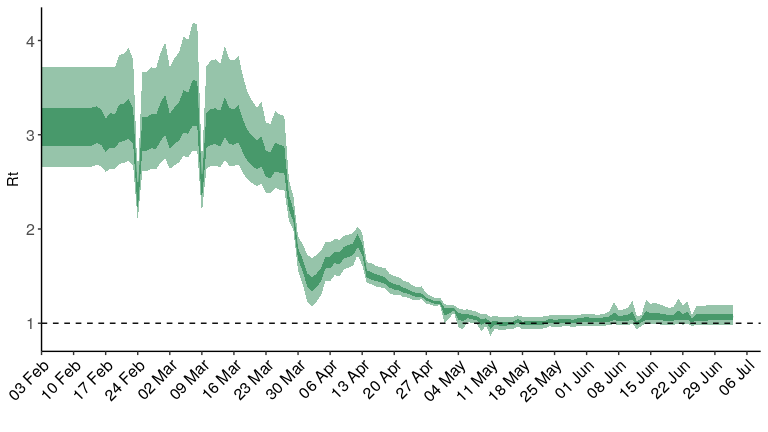 4
3
2
1
Rt
03 Feb
10 Feb
17 Feb
24 Feb
02 Mar
09 Mar
16 Mar
23 Mar
30 Mar
06 Apr
13 Apr
20 Apr
27 Apr
04 May
11 May
18 May
25 May
01 Jun
08 Jun
15 Jun
22 Jun
29 Jun
06 Jul